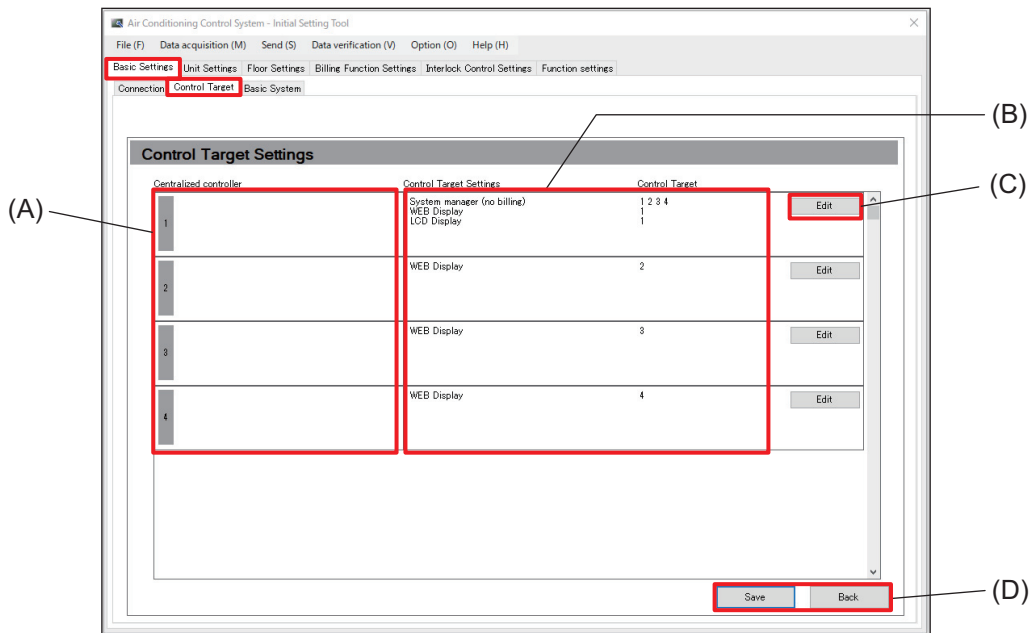 Air Conditioning Control System - Initial Setting Tool
File (F) Data acquisition (M) Send (S) Data verification (V) Option (O) Help (H)
Basic Settings Unit Settings Floor Settings Billing Function Settings Interlock Control Settings Function settings
Connection Control Target Basic System
(B)
Control Target Settings
Centralized controller Control Target Settings Control Target
(C)
(A)
1 System manager (no billing) 1 2 3 4 Edit
WEB Display 1
LCD Display 1
2 WEB Display 2 Edit
3 WEB Display 3 Edit
4 WEB Display 4 Edit
Save Back
(D)